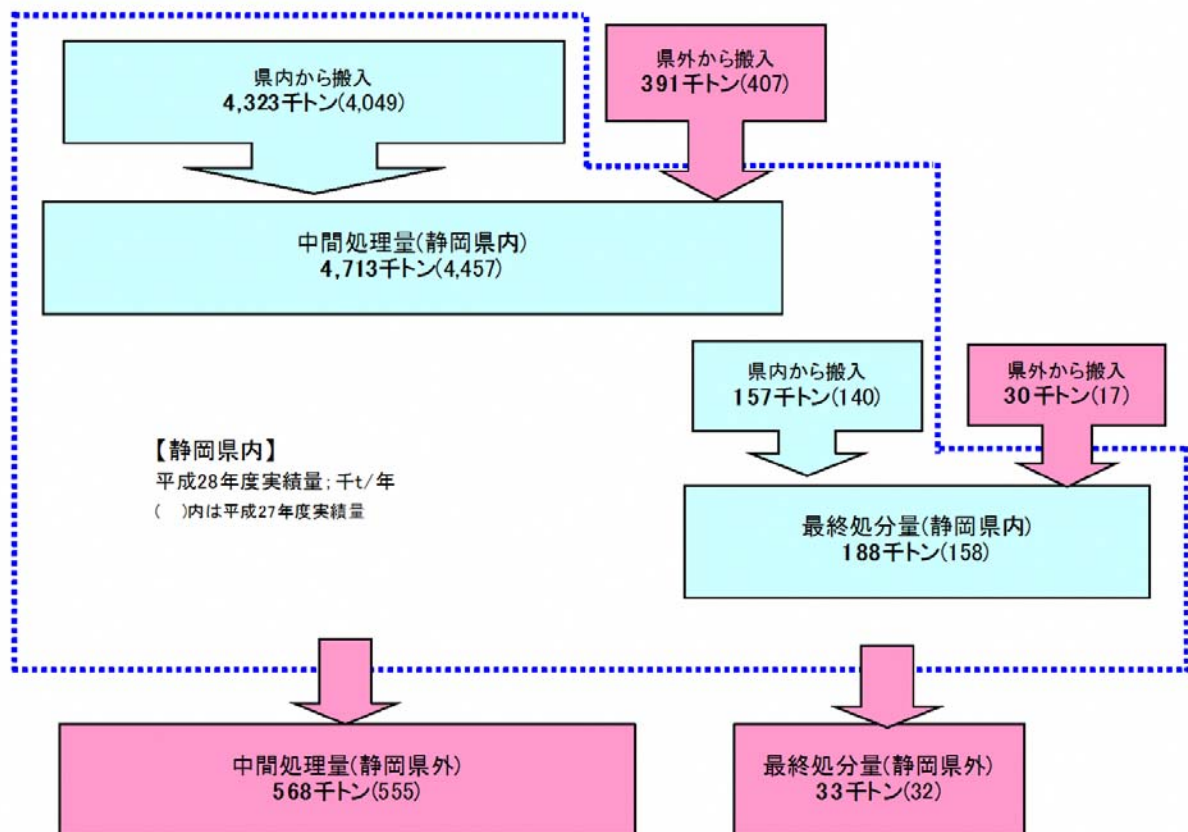 県内から搬入
4,323千トン(4,049)
県外から搬入
391千トン(407)
中間処理量(静岡県内)
4,713千トン(4,457)
県内から搬入
157千トン(140)
県外から搬入
30千トン(17)
【静岡県内】
平成28年度実績量；千t/年
(　)内は平成27年度実績量
最終処分量(静岡県内)
188千トン(158)
中間処理量(静岡県外)
568千トン(555)
最終処分量(静岡県外)
33千トン(32)